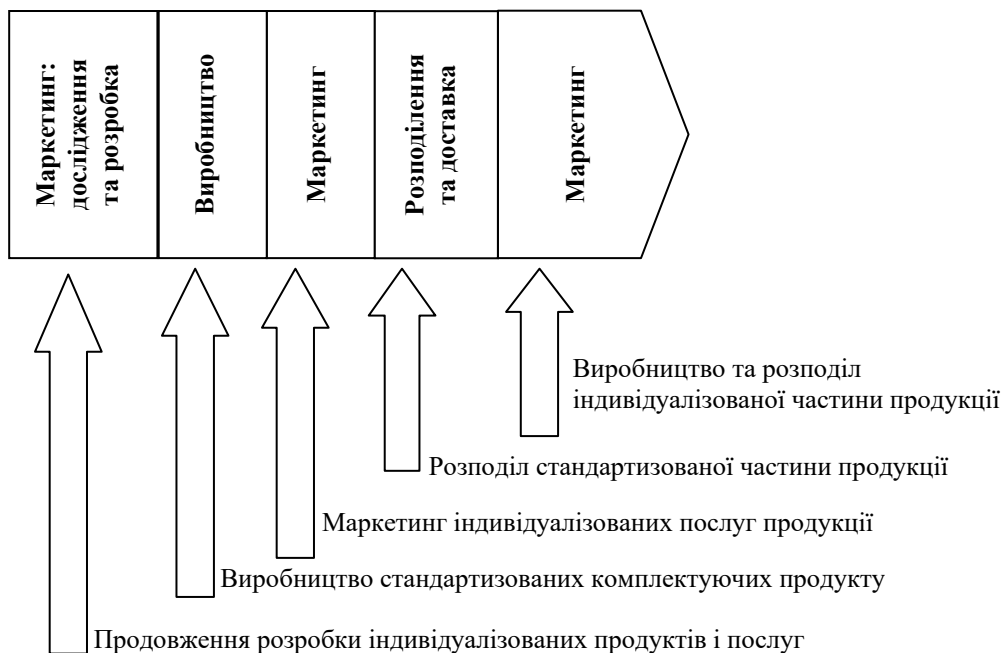 Маркетинг:
дослідження
та розробка
Виробництво
Маркетинг
Розподілення
та доставка
Маркетинг
Виробництво та розподіл
індивідуалізованої частини продукції
Розподіл стандартизованої частини продукції
Маркетинг індивідуалізованих послуг продукції
Виробництво стандартизованих комплектуючих продукту
Продовження розробки індивідуалізованих продуктів і послуг